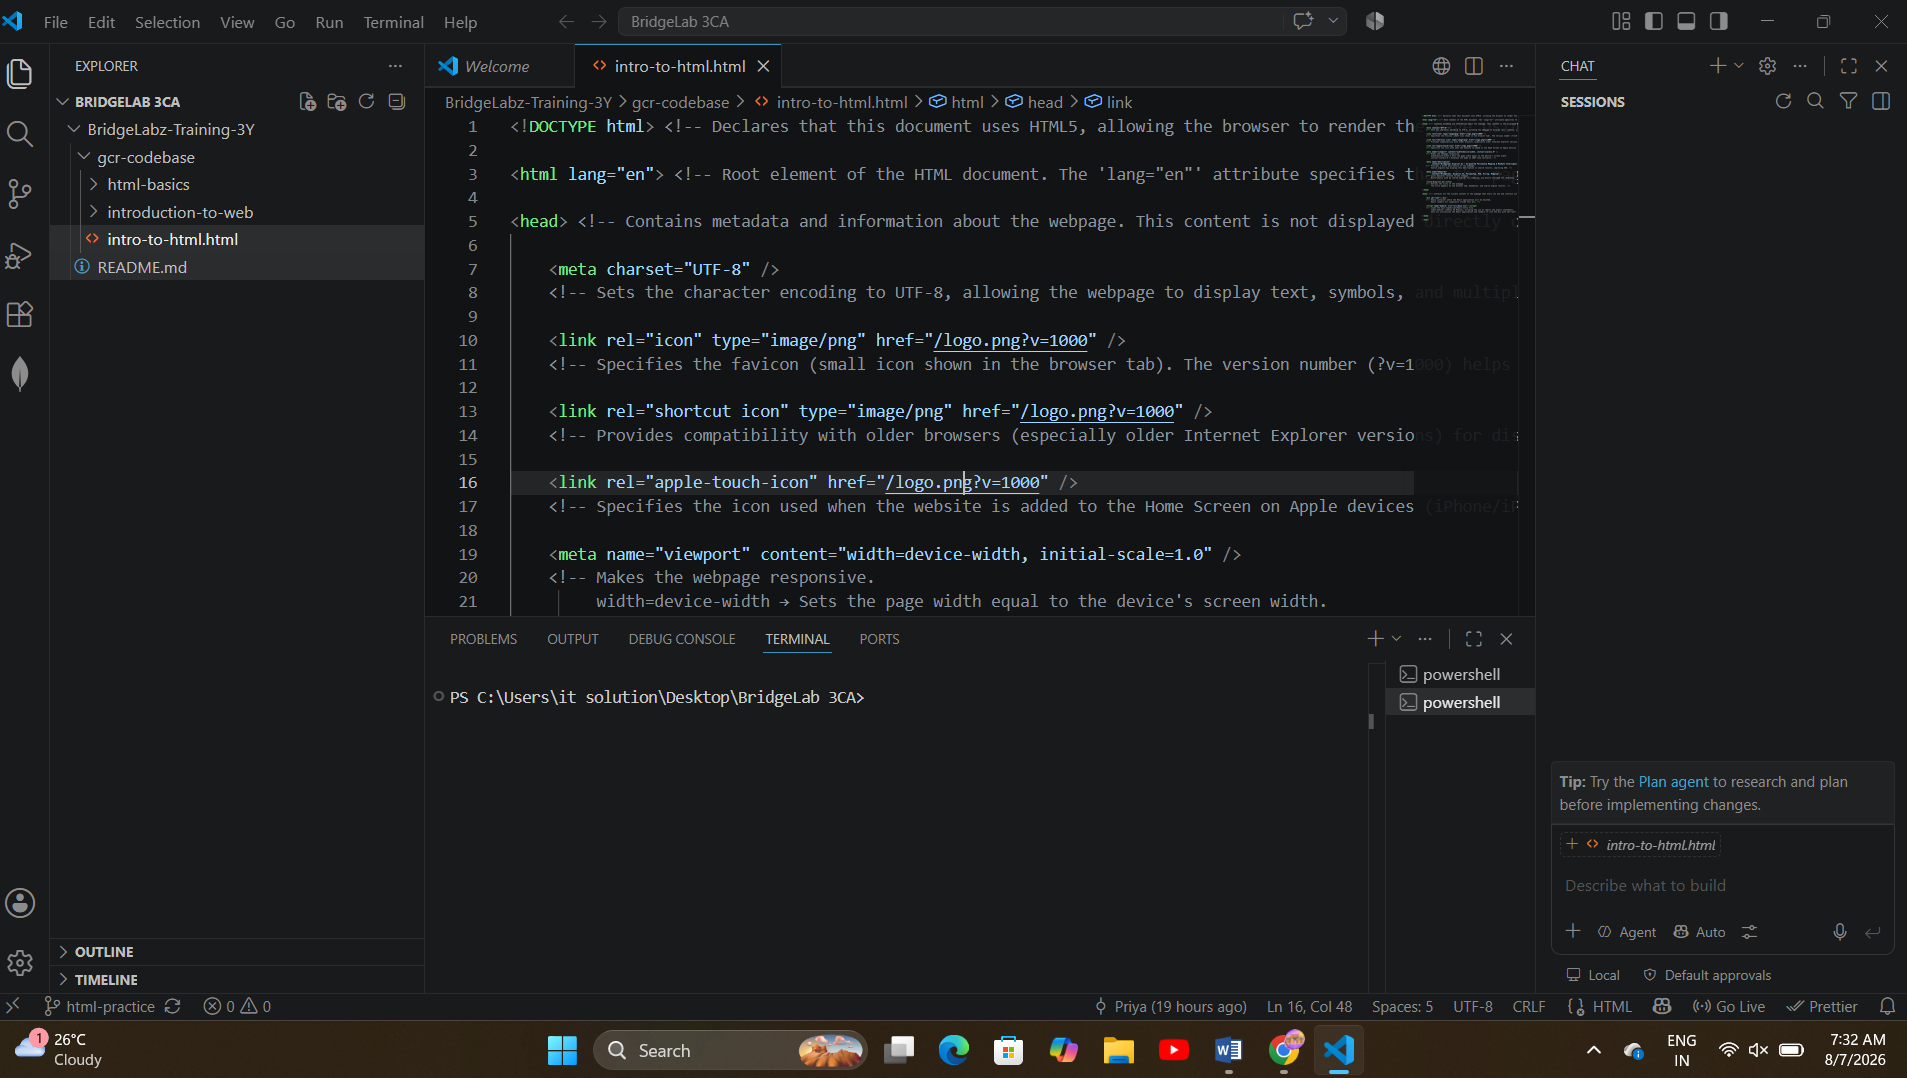 File Edit Selection View Go Run Terminal Help
BridgeLab 3CA
EXPLORER
BRIDGELAB 3CA
BridgeLabz-Training-3Y
gcr-codebase
html-basics
introduction-to-web
intro-to-html.html
README.md
OUTLINE
TIMELINE
Welcome intro-to-html.html
BridgeLabz-Training-3Y > gcr-codebase > intro-to-html.html > html > head > link
1 <!DOCTYPE html> <!-- Declares that this document uses HTML5, allowing the browser to render the
2
3 <html lang="en"> <!-- Root element of the HTML document. The 'lang="en"' attribute specifies th
4
5 <head> <!-- Contains metadata and information about the webpage. This content is not displayed directly
6
7 <meta charset="UTF-8" />
8 <!-- Sets the character encoding to UTF-8, allowing the webpage to display text, symbols, and multipl
9
10 <link rel="icon" type="image/png" href="/logo.png?v=1000" />
11 <!-- Specifies the favicon (small icon shown in the browser tab). The version number (?v=1000) helps
12
13 <link rel="shortcut icon" type="image/png" href="/logo.png?v=1000" />
14 <!-- Provides compatibility with older browsers (especially older Internet Explorer versions) for di
15
16 <link rel="apple-touch-icon" href="/logo.png?v=1000" />
17 <!-- Specifies the icon used when the website is added to the Home Screen on Apple devices (iPhone/iP
18
19 <meta name="viewport" content="width=device-width, initial-scale=1.0" />
20 <!-- Makes the webpage responsive.
21 width=device-width → Sets the page width equal to the device's screen width.
PROBLEMS OUTPUT DEBUG CONSOLE TERMINAL PORTS
PS C:\Users\it solution\Desktop\BridgeLab 3CA>
powershell
powershell
CHAT
SESSIONS
Tip: Try the Plan agent to research and plan
before implementing changes.
intro-to-html.html
Describe what to build
Agent Auto
Local Default approvals
html-practice 0 0 Priya (19 hours ago) Ln 16, Col 48 Spaces: 5 UTF-8 CRLF HTML Go Live Prettier
1
26°C
Cloudy
Search
ENG
IN
7:32 AM
8/7/2026